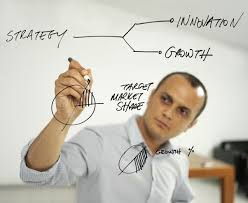 INNOVATION
STRATEGY
GROWTH
TARGET
MARKET
SHARE
GROWTH %